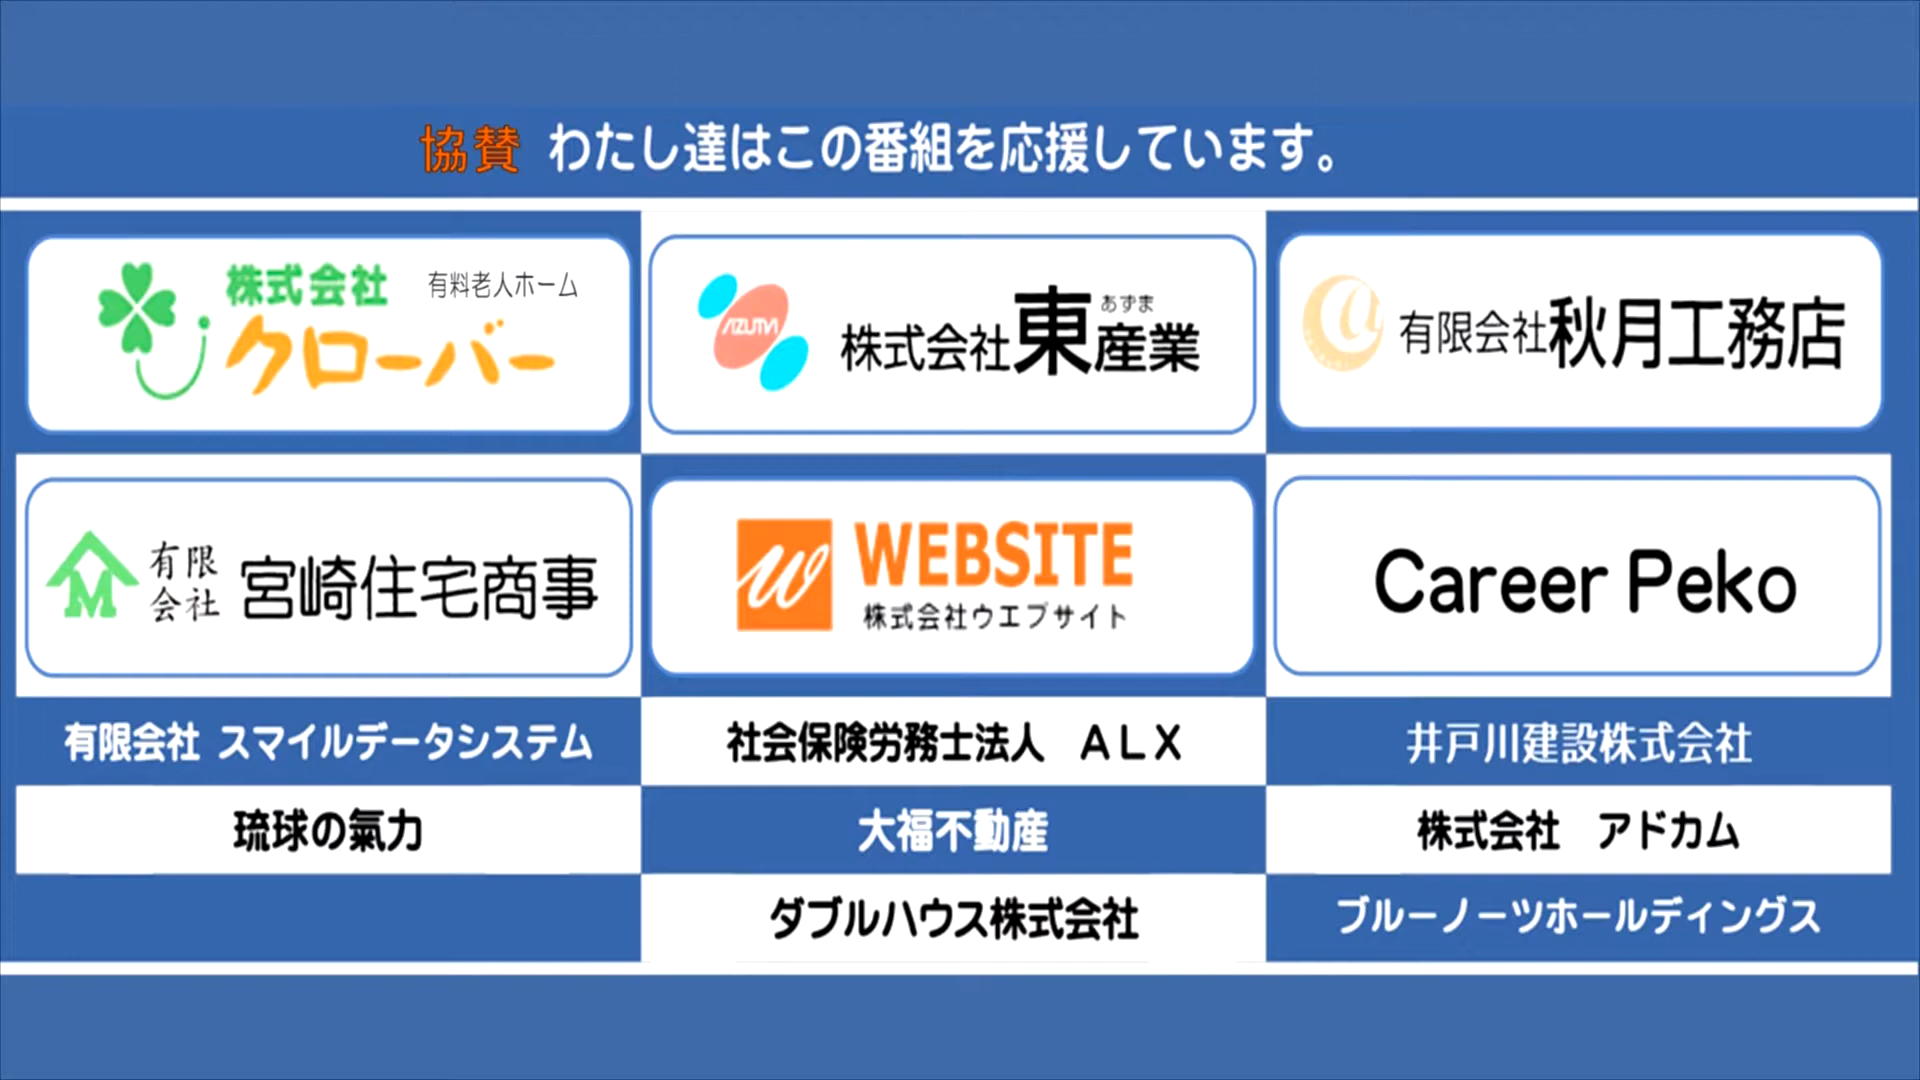 協賛 わたし達はこの番組を応援しています。
株式会社 有料老人ホーム
クローバー
AZUMA
株式会社東産業
あずま
a
有限会社秋月工務店
M
有限
会社
宮崎住宅商事
W
WEBSITE
株式会社ウエブサイト
Career Peko
有限会社 スマイルデータシステム
社会保険労務士法人 ALX
井戸川建設株式会社
琉球の氣力
大福不動産
株式会社 アドカム
ダブルハウス株式会社
ブルーノーツホールディングス